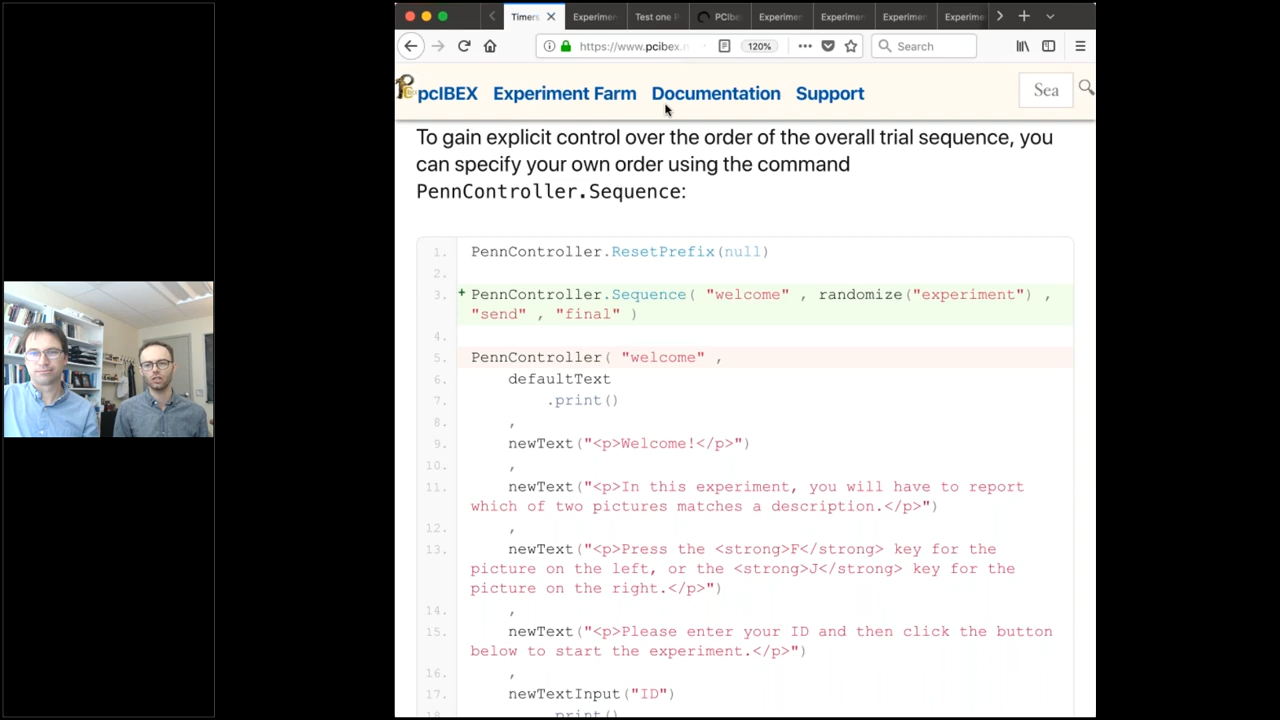 Timers
Experimen
Test one P
PCIbe
Experimen
Experimen
Experimen
Experime
https://www.pcibex.
120%
Search
pcIBEX Experiment Farm Documentation Support
Sea
To gain explicit control over the order of the overall trial sequence, you
can specify your own order using the command
PennController.Sequence:
1. PennController.ResetPrefix(null)
2.
3. + PennController.Sequence( "welcome" , randomize("experiment") ,
"send" , "final" )
4.
5. PennController( "welcome" ,
6. defaultText
7. .print()
8. ,
9. newText("<p>Welcome!</p>")
10. ,
11. newText("<p>In this experiment, you will have to report
which of two pictures matches a description.</p>")
12. ,
13. newText("<p>Press the <strong>F</strong> key for the
picture on the left, or the <strong>J</strong> key for the
picture on the right.</p>")
14. ,
15. newText("<p>Please enter your ID and then click the button
below to start the experiment.</p>")
16. ,
17. newTextInput("ID")
18. .print()